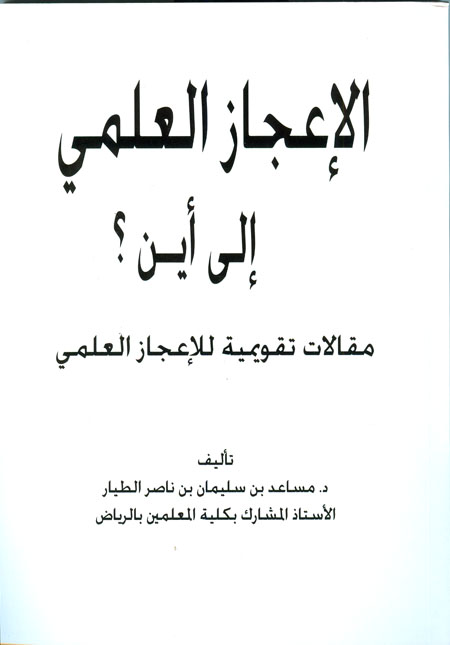 الإعجاز العلمي
إلى أين ؟
مقالات تقويمية للإعجاز العلمي
تأليف
د. مساعد بن سليمان بن ناصر الطيار
الأستاذ المشارك بكلية المعلمين بالرياض